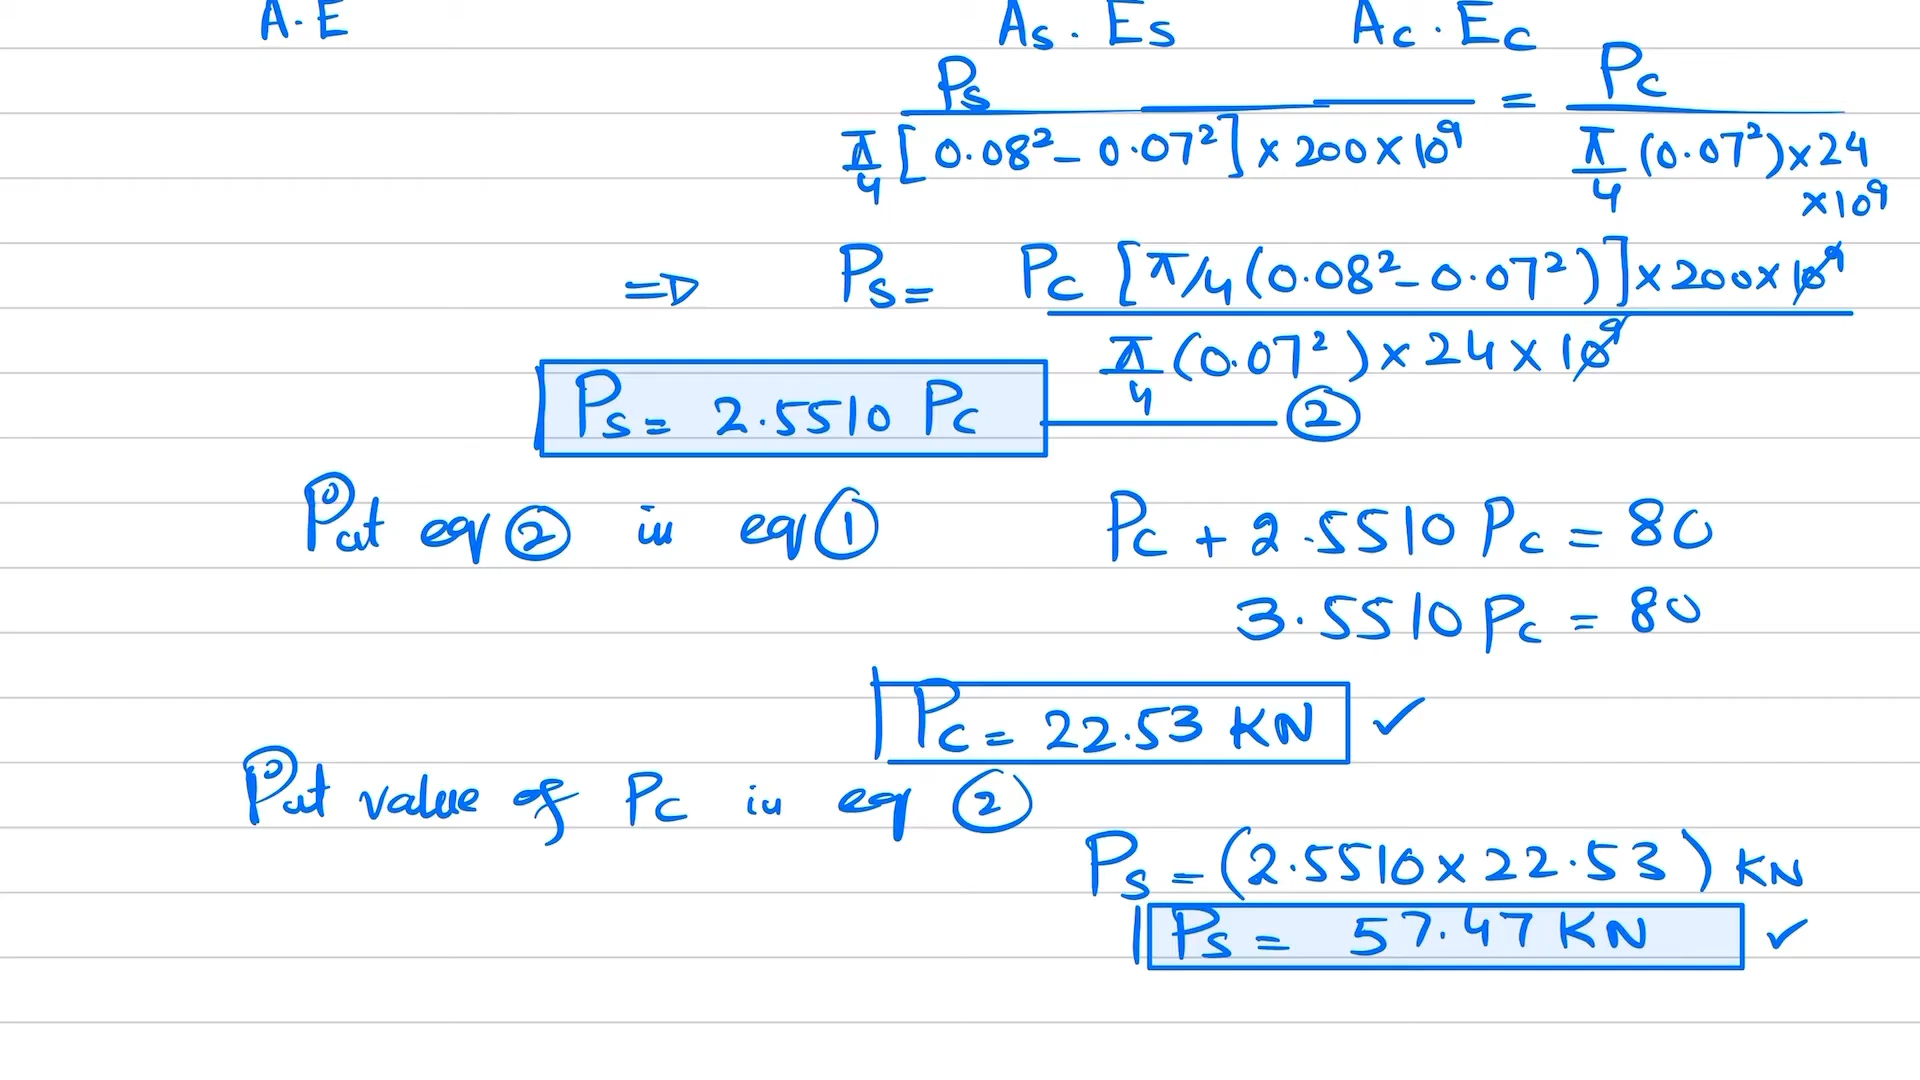 A.E As. Es Ac. Ec
Ps / π/4 [0.08² - 0.07²] × 200 × 10⁹ = Pc / π/4 (0.07²) × 24 × 10⁹
⇒ Ps = Pc [π/4 (0.08² - 0.07²)] × 200 × 10⁹ / π/4 (0.07²) × 24 × 10⁹
Ps = 2.5510 Pc ②
Put eq ② in eq ① Pc + 2.5510 Pc = 80
3.5510 Pc = 80
Pc = 22.53 KN ✓
Put value of Pc in eq ②
Ps = (2.5510 × 22.53) KN
Ps = 57.47 KN ✓